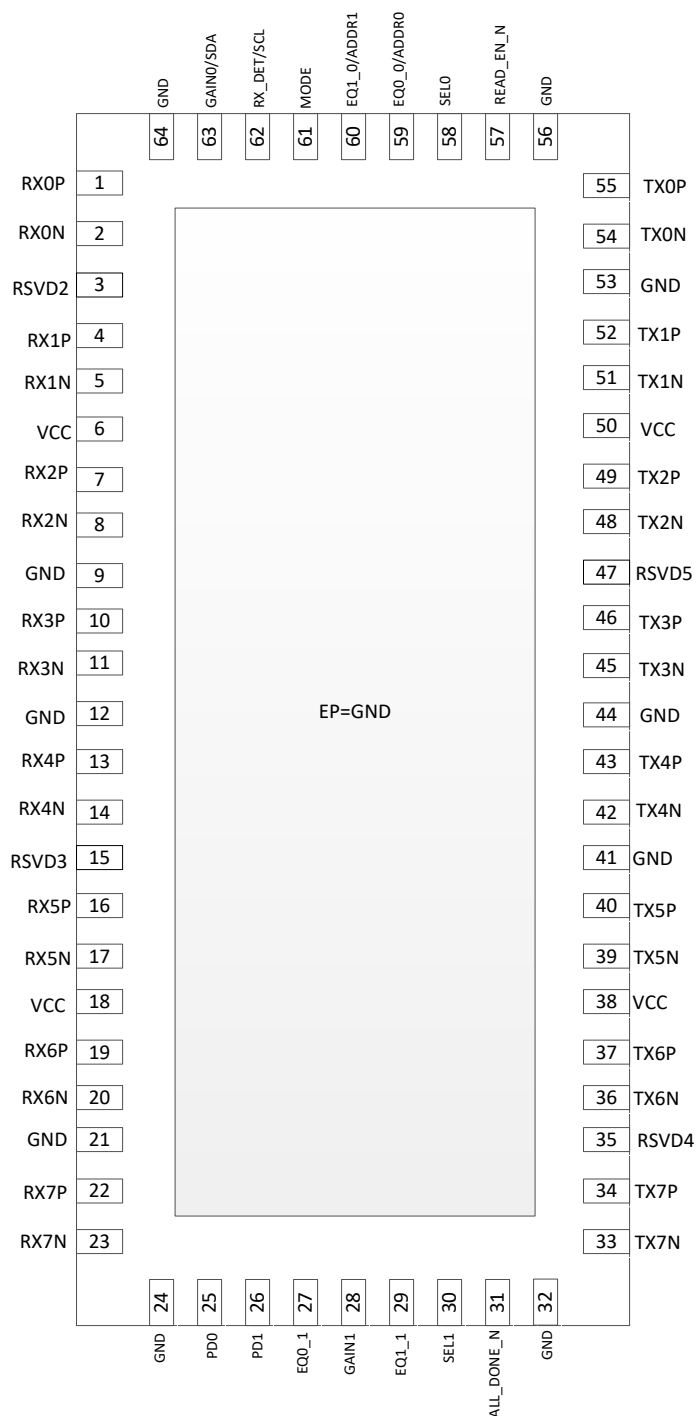 GND
GAIN0/SDA
RX_DET/SCL
MODE
EQ1_0/ADDR1
EQ0_0/ADDR0
SEL0
READ_EN_N
GND
64
63
62
61
60
59
58
57
56
RX0P 1
55 TX0P
RX0N 2
54 TX0N
RSVD2 3
53 GND
RX1P 4
52 TX1P
RX1N 5
51 TX1N
VCC 6
50 VCC
RX2P 7
49 TX2P
RX2N 8
48 TX2N
GND 9
47 RSVD5
RX3P 10
46 TX3P
RX3N 11
45 TX3N
GND 12
EP=GND
44 GND
RX4P 13
43 TX4P
RX4N 14
42 TX4N
RSVD3 15
41 GND
RX5P 16
40 TX5P
RX5N 17
39 TX5N
VCC 18
38 VCC
RX6P 19
37 TX6P
RX6N 20
36 TX6N
GND 21
35 RSVD4
RX7P 22
34 TX7P
RX7N 23
33 TX7N
24
25
26
27
28
29
30
31
32
GND
PD0
PD1
EQ0_1
GAIN1
EQ1_1
SEL1
ALL_DONE_N
GND